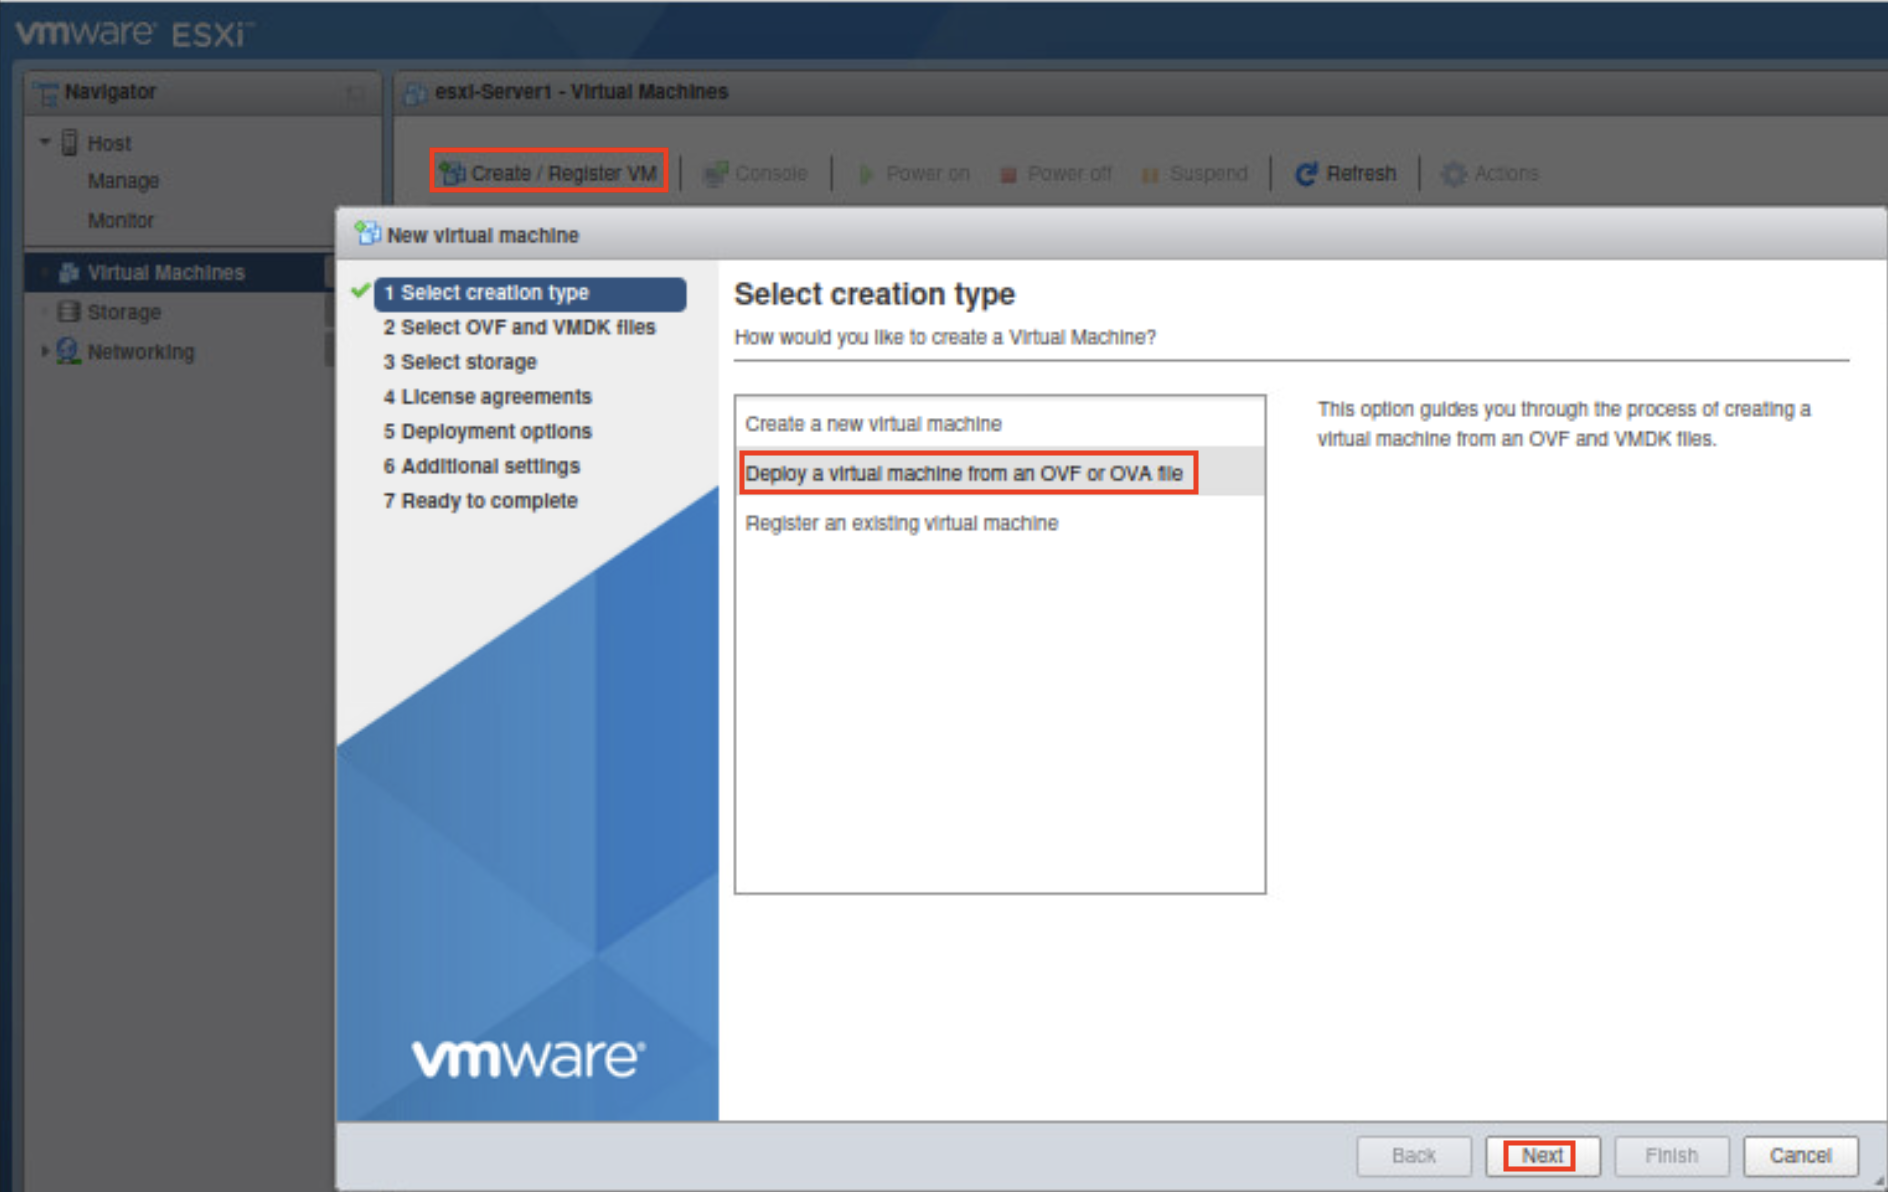 vmware ESXi™
Navigator
Host
Manage
Monitor
Virtual Machines
Storage
Networking
esxi-Server1 - Virtual Machines
Create / Register VM | Console | Power on Power off Suspend | Refresh | Actions
New virtual machine
1 Select creation type
2 Select OVF and VMDK files
3 Select storage
4 License agreements
5 Deployment options
6 Additional settings
7 Ready to complete
vmware®
Select creation type
How would you like to create a Virtual Machine?
Create a new virtual machine
Deploy a virtual machine from an OVF or OVA file
Register an existing virtual machine
This option guides you through the process of creating a
virtual machine from an OVF and VMDK files.
Back Next Finish Cancel